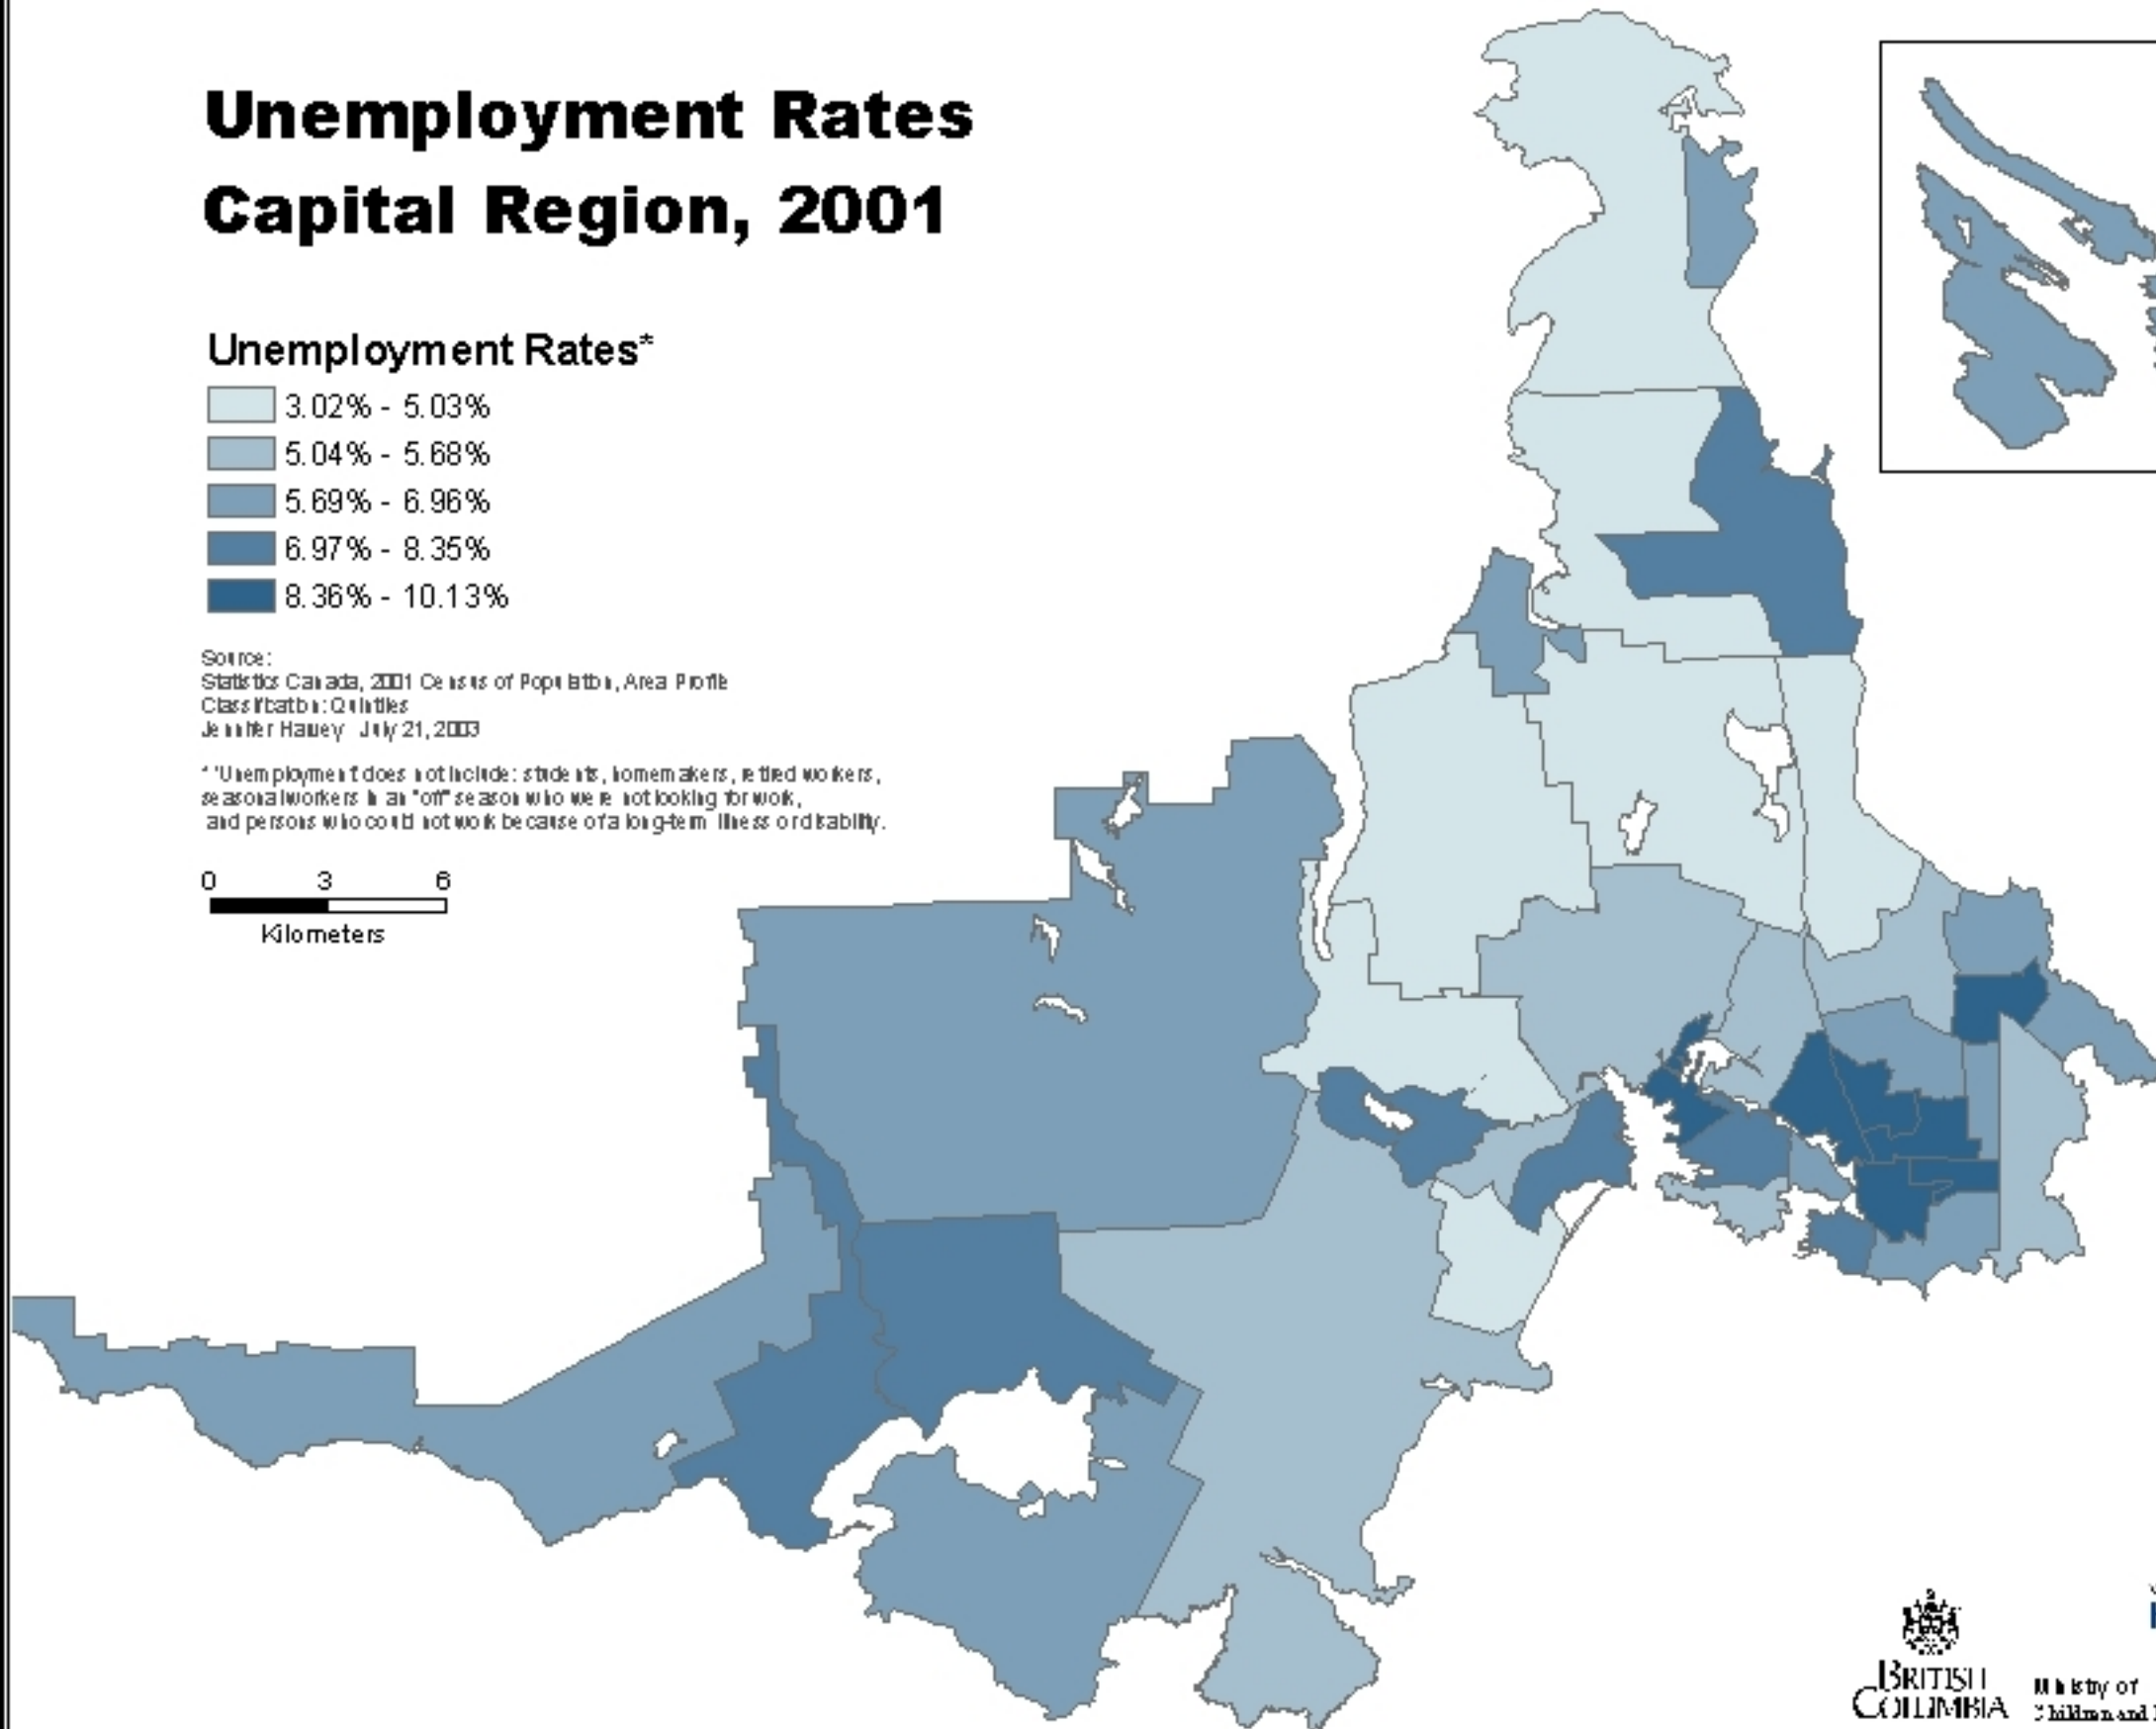 Unemployment Rates
Capital Region, 2001
Unemployment Rates*
3.02% - 5.03%
5.04% - 5.68%
5.69% - 6.96%
6.97% - 8.35%
8.36% - 10.13%
Source:
Statistics Canada, 2001 Census of Population, Area Profile
Classification: Quintiles
Jennifer July 21, 2003
* "Unemployment" does not include: students, homemakers, retired workers,
seasonal workers in an "off" season who were not looking for work,
and persons who could not work because of a long-term illness or disability.
0 3 6
Kilometers
BRITISH
COLUMBIA
Ministry of
Children and